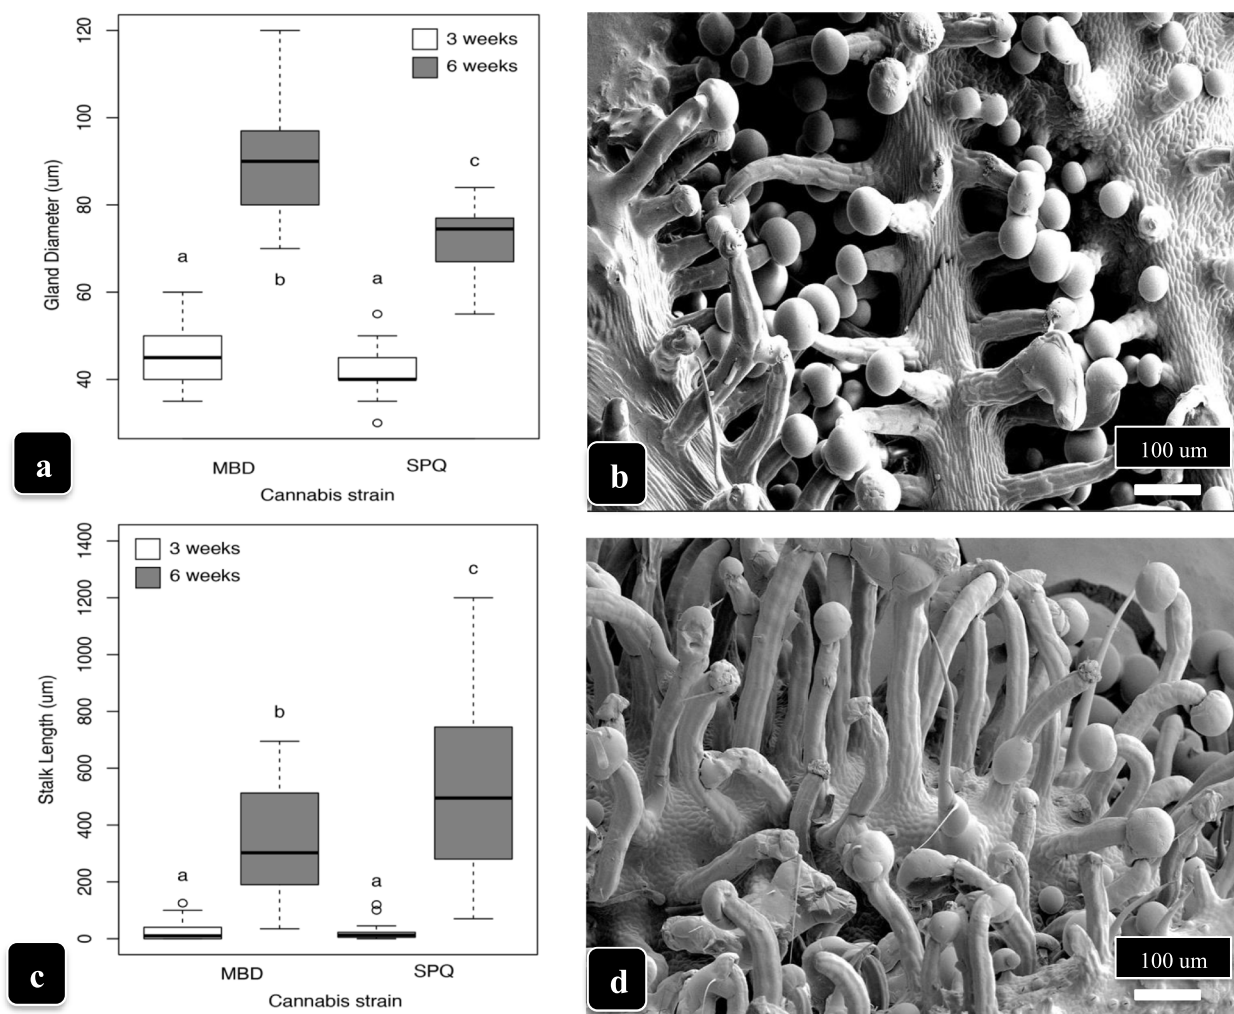 120
100
80
60
40
Gland Diameter (um)
3 weeks
6 weeks
a
b
a
c
MBD
SPQ
Cannabis strain
a
100 um
b
1400
1200
1000
800
600
400
200
0
Stalk Length (um)
3 weeks
6 weeks
a
b
a
c
MBD
SPQ
Cannabis strain
c
100 um
d